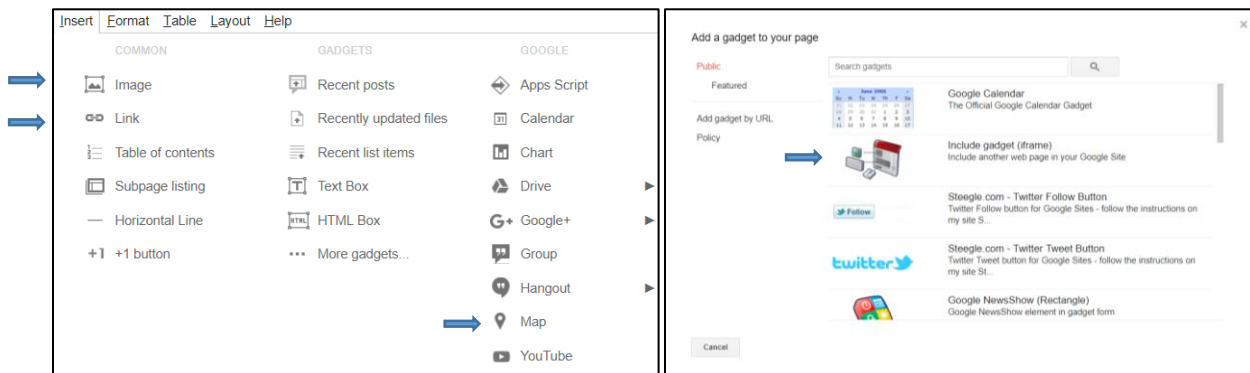 Insert Format Table Layout Help
COMMON
Image
Link
Table of contents
Subpage listing
Horizontal Line
+1 +1 button
GADGETS
Recent posts
Recently updated files
Recent list items
Text Box
HTML HTML Box
More gadgets...
GOOGLE
Apps Script
31 Calendar
Chart
Drive
G+ Google+
Group
Hangout
Map
YouTube
Add a gadget to your page
Public
Featured
Add gadget by URL
Policy
Search gadgets
Google Calendar
The Official Google Calendar Gadget
Include gadget (iframe)
Include another web page in your Google Site
Follow
Steegle.com - Twitter Follow Button
Twitter Follow button for Google Sites - follow the instructions on
my site S...
twitter
Steegle.com - Twitter Tweet Button
Twitter Tweet button for Google Sites - follow the instructions on
my site St...
Google NewsShow (Rectangle)
Google NewsShow element in gadget form
Cancel